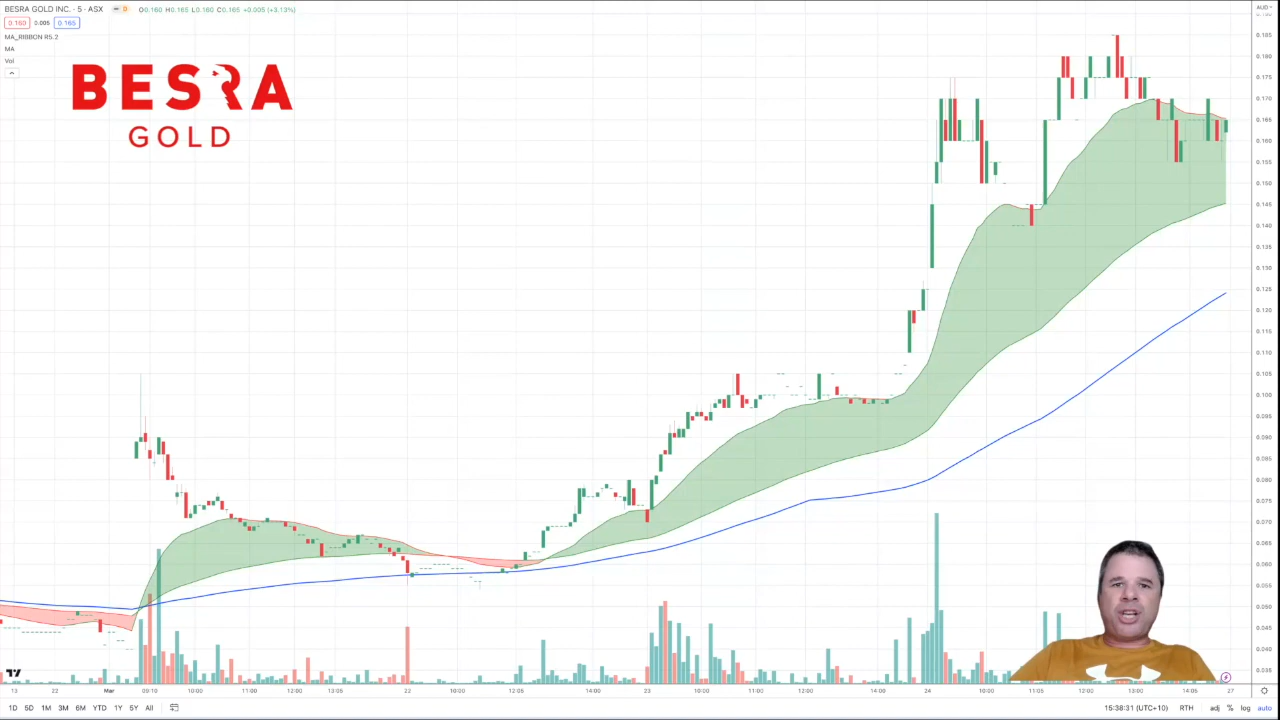 BESRA GOLD INC. · 5 · ASX
D
O0.160 H0.165 L0.160 C0.165 +0.005 (+3.13%)
AUD
0.160 0.005 0.165
MA_RIBBON R5.2
MA
Vol
BESRA
GOLD
0.190
0.185
0.180
0.175
0.170
0.165
0.160
0.155
0.150
0.145
0.140
0.135
0.130
0.125
0.120
0.115
0.110
0.105
0.100
0.095
0.090
0.085
0.080
0.075
0.070
0.065
0.060
0.055
0.050
0.045
0.040
0.035
13 22 Mar 09:10 10:00 11:00 12:00 13:05 22 10:00 12:05 14:00 23 10:00 11:00 12:00 14:00 24 10:00 11:05 12:00 13:00 14:05 27
1D 5D 1M 3M 6M YTD 1Y 5Y All 15:38:31 (UTC+10) RTH adj % log auto